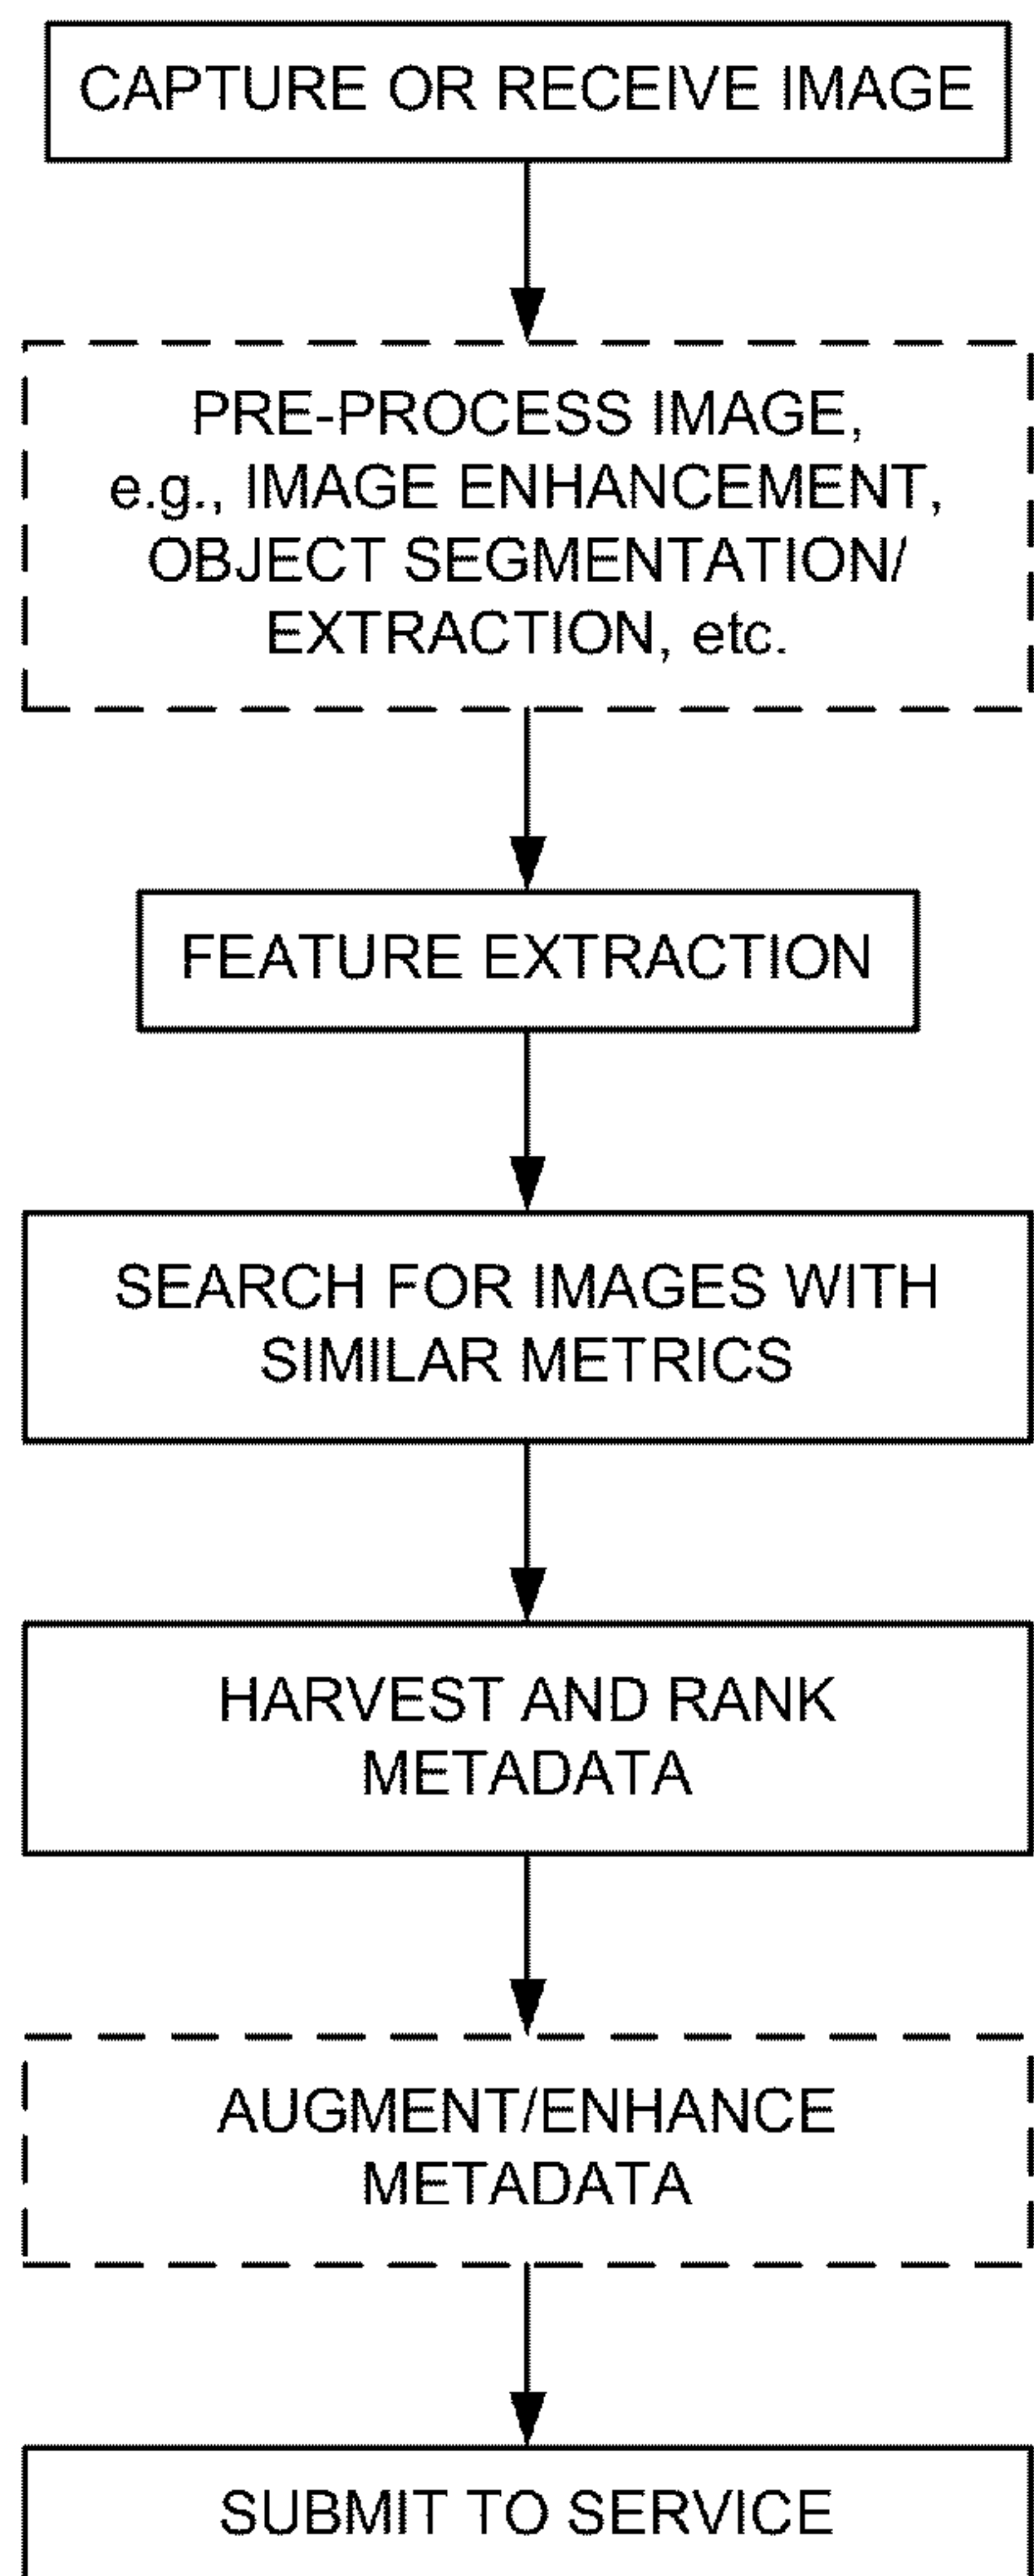 CAPTURE OR RECEIVE IMAGE
PRE-PROCESS IMAGE,
e.g., IMAGE ENHANCEMENT,
OBJECT SEGMENTATION/
EXTRACTION, etc.
FEATURE EXTRACTION
SEARCH FOR IMAGES WITH
SIMILAR METRICS
HARVEST AND RANK
METADATA
AUGMENT/ENHANCE
METADATA
SUBMIT TO SERVICE